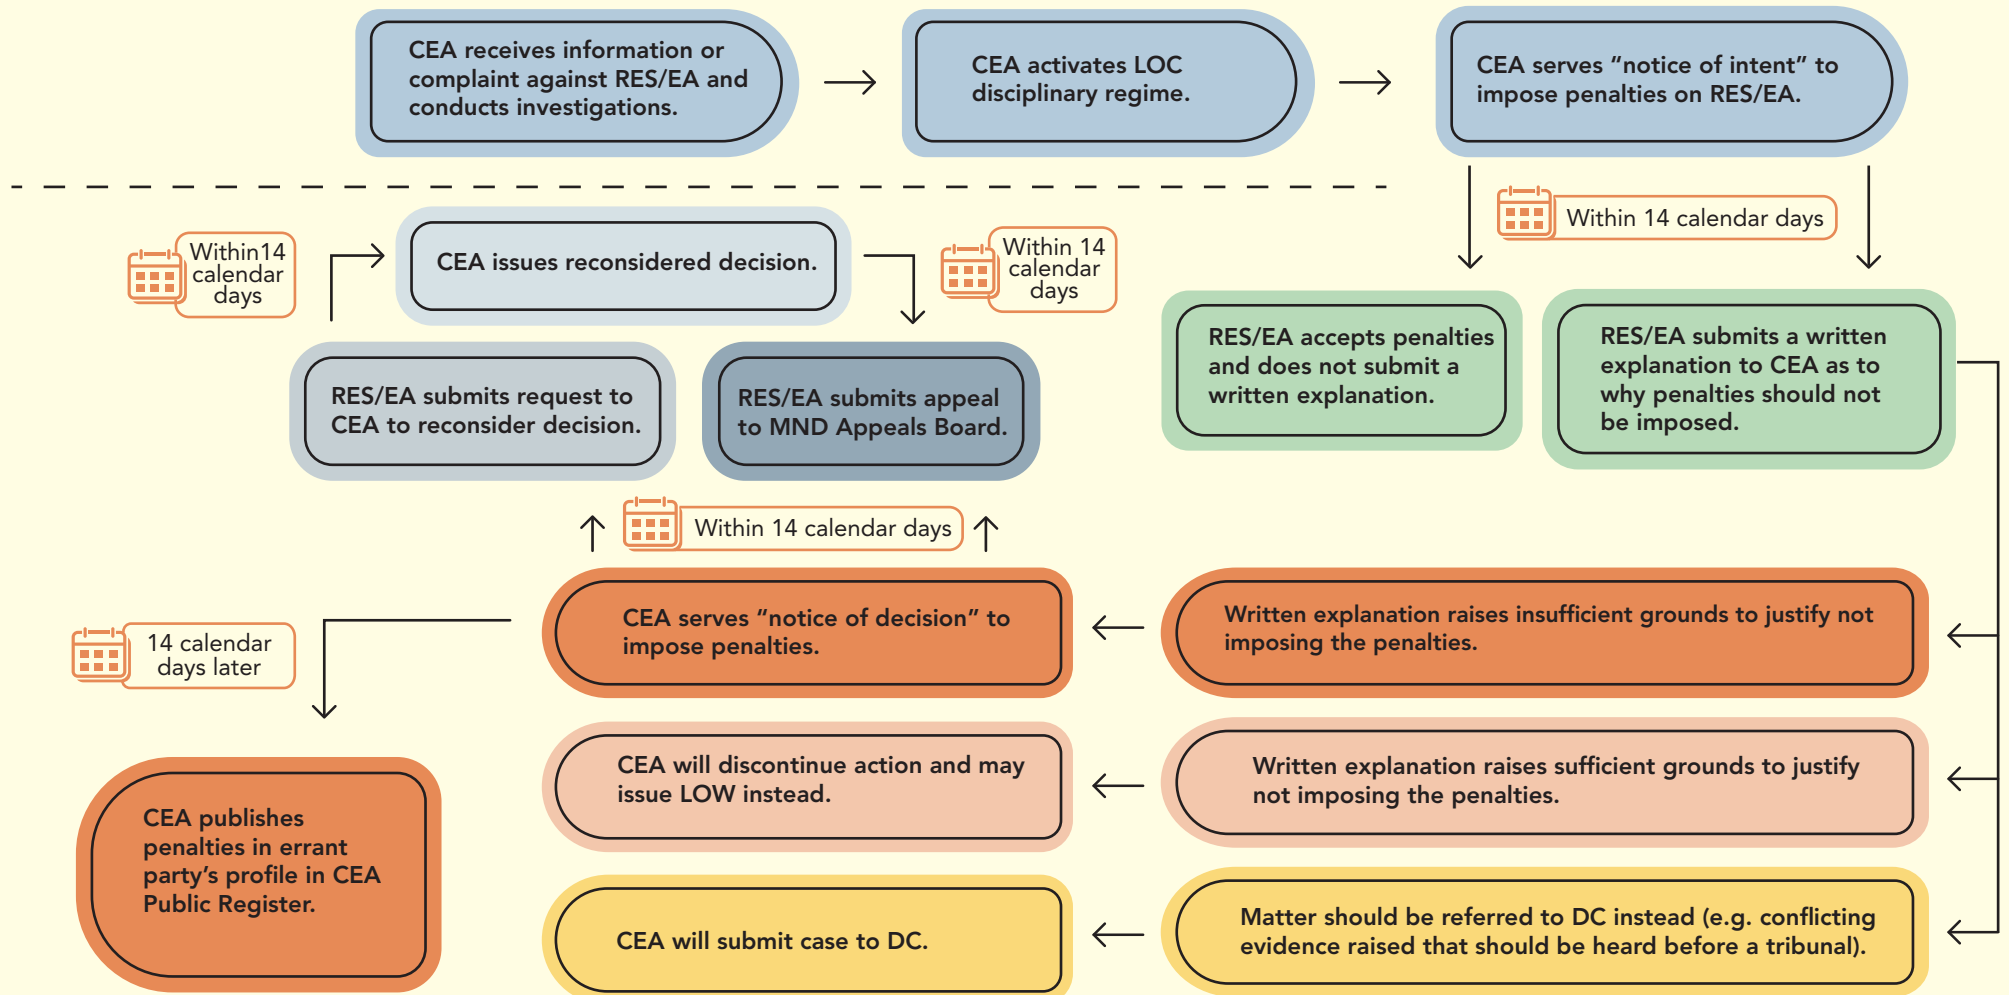 CEA receives information or
complaint against RES/EA and
conducts investigations.
CEA activates LOC
disciplinary regime.
CEA serves “notice of intent” to
impose penalties on RES/EA.
Within 14 calendar days
Within14
calendar
days
CEA issues reconsidered decision.
Within 14
calendar
days
RES/EA accepts penalties
and does not submit a
written explanation.
RES/EA submits a written
explanation to CEA as to
why penalties should not
be imposed.
RES/EA submits request to
CEA to reconsider decision.
RES/EA submits appeal
to MND Appeals Board.
Within 14 calendar days
CEA serves “notice of decision” to
impose penalties.
Written explanation raises insufficient grounds to justify not
imposing the penalties.
14 calendar
days later
CEA will discontinue action and may
issue LOW instead.
Written explanation raises sufficient grounds to justify
not imposing the penalties.
CEA publishes
penalties in errant
party’s profile in CEA
Public Register.
CEA will submit case to DC.
Matter should be referred to DC instead (e.g. conflicting
evidence raised that should be heard before a tribunal).